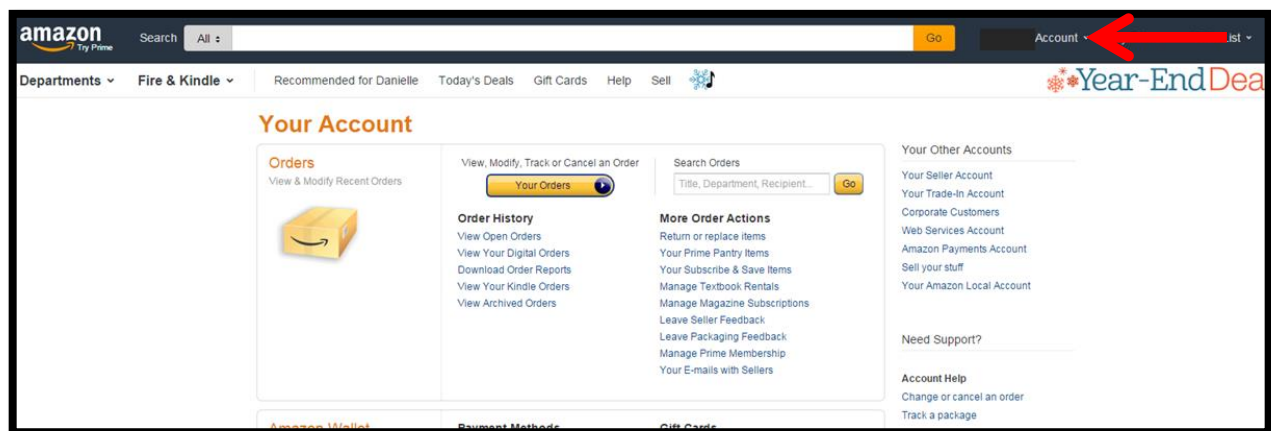 amazon
Try Prime
Search All Go Account ist
Departments Fire & Kindle Recommended for Danielle Today's Deals Gift Cards Help Sell Year-End Dea
Your Account
Orders
View & Modify Recent Orders
View, Modify, Track or Cancel an Order
Your Orders
Search Orders
Title, Department, Recipient... Go
Order History
View Open Orders
View Your Digital Orders
Download Order Reports
View Your Kindle Orders
View Archived Orders
More Order Actions
Return or replace items
Your Prime Pantry Items
Your Subscribe & Save Items
Manage Textbook Rentals
Manage Magazine Subscriptions
Leave Seller Feedback
Leave Packaging Feedback
Manage Prime Membership
Your E-mails with Sellers
Your Other Accounts
Your Seller Account
Your Trade-In Account
Corporate Customers
Web Services Account
Amazon Payments Account
Sell your stuff
Your Amazon Local Account
Need Support?
Account Help
Change or cancel an order
Track a package
Amazon Wallet Payment Methods Gift Cards